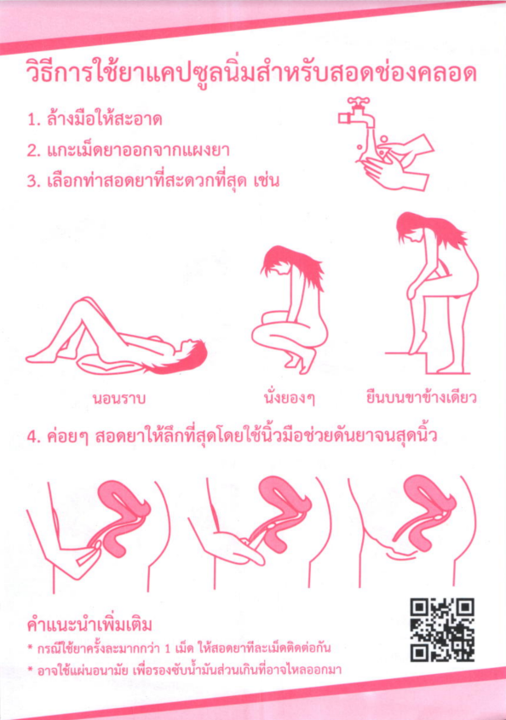 วิธีการใช้ยาแคปซูลนิ่มสำหรับสอดช่องคลอด
1. ล้างมือให้สะอาด
2. แกะเม็ดยาออกจากแผงยา
3. เลือกท่าสอดยาที่สะดวกที่สุด เช่น
นอนราบ
นั่งยองๆ
ยืนบนขาข้างเดียว
4. ค่อยๆ สอดยาให้ลึกที่สุดโดยใช้นิ้วมือช่วยดันยาจนสุดนิ้ว
คำแนะนำเพิ่มเติม
* กรณีใช้ยาครั้งละมากกว่า 1 เม็ด ให้สอดยาทีละเม็ดติดต่อกัน
* อาจใช้แผ่นอนามัย เพื่อรองซับน้ำมันส่วนเกินที่อาจไหลออกมา